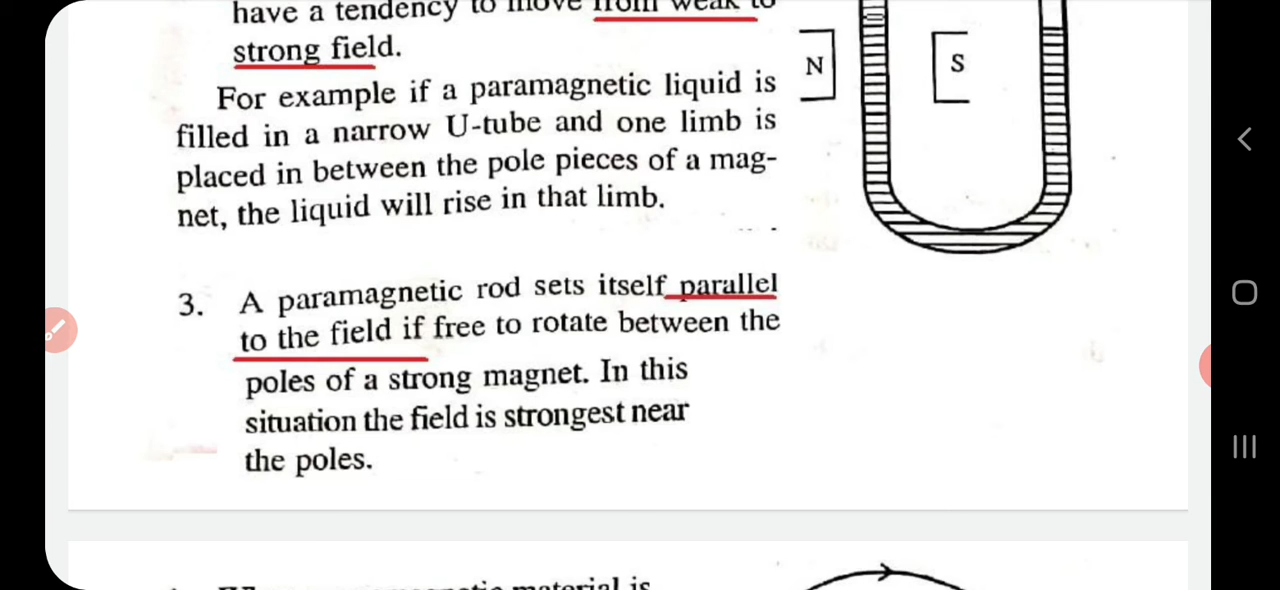 have a tendency to move from weak to
strong field.
For example if a paramagnetic liquid is
filled in a narrow U-tube and one limb is
placed in between the pole pieces of a mag-
net, the liquid will rise in that limb.
N
S
3. A paramagnetic rod sets itself parallel
to the field if free to rotate between the
poles of a strong magnet. In this
situation the field is strongest near
the poles.
material is